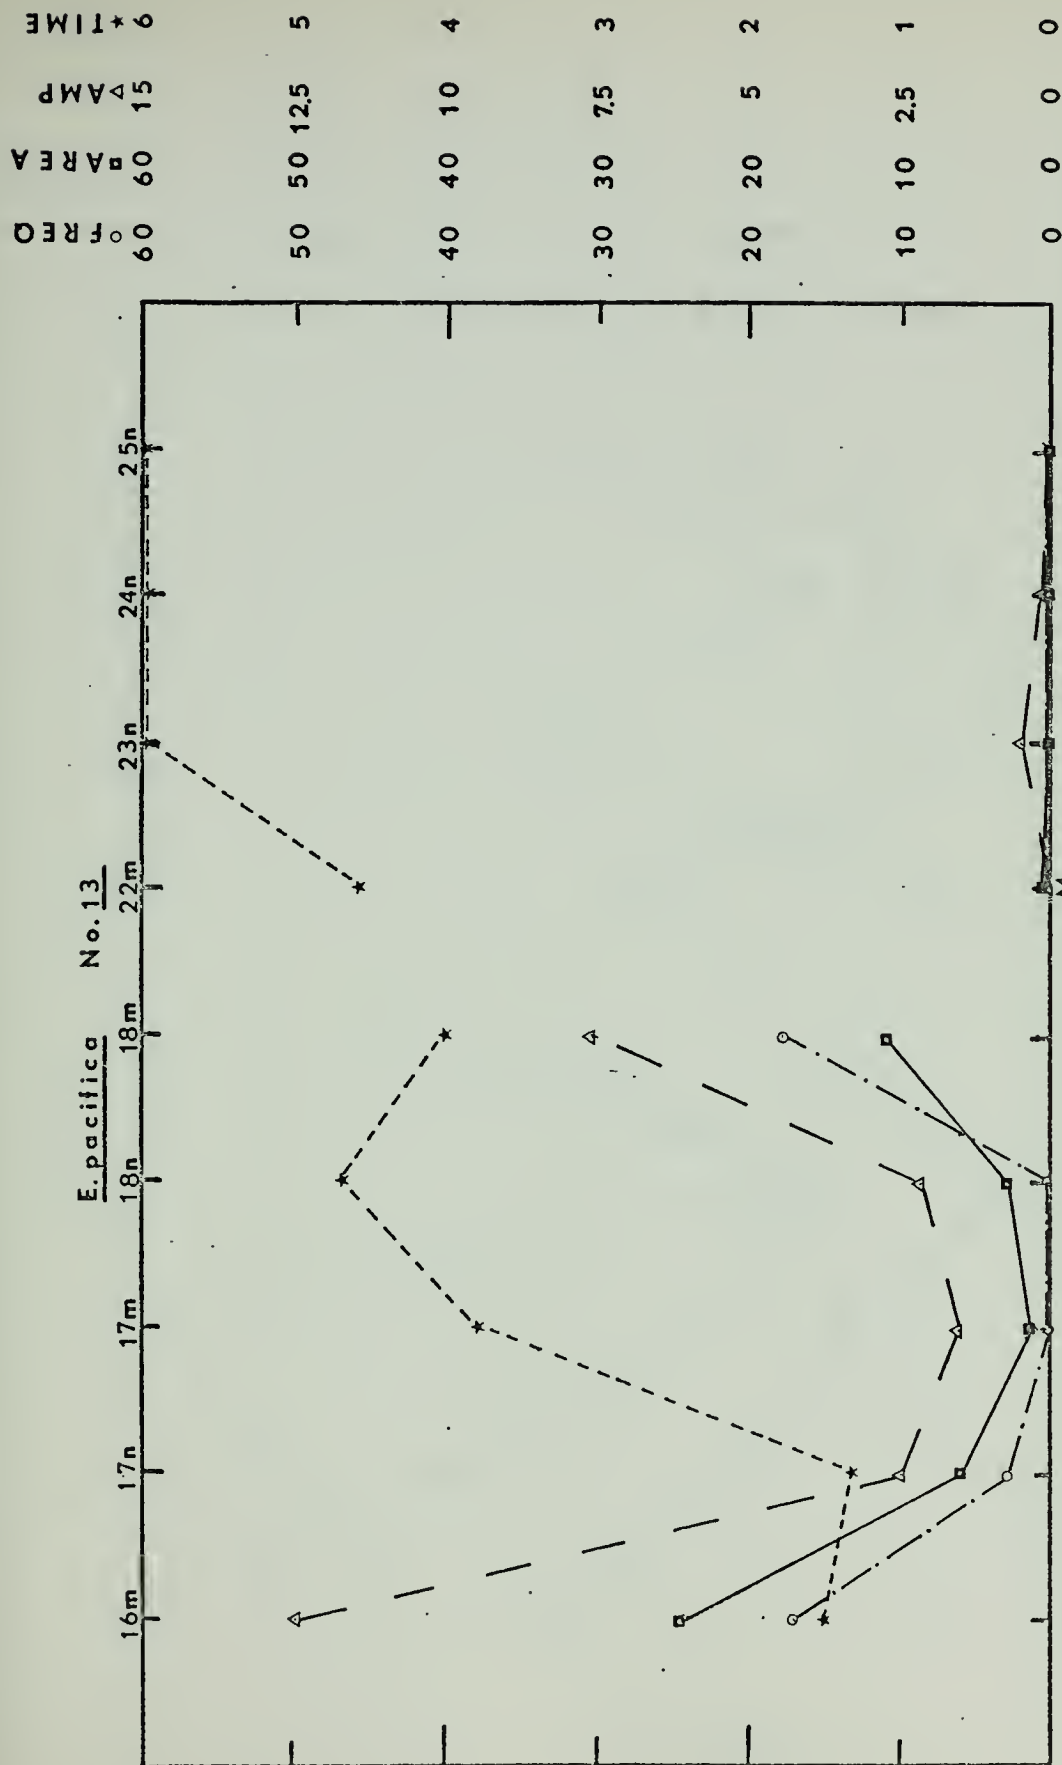 FREQ AREA AMP TIME
○ □ △ ★
60 60 15 6
50 50 12.5 5
40 40 10 4
30 30 7.5 3
20 20 5 2
10 10 2.5 1
0 0 0 0
E. pacifica No. 13
16m 17n 17m 18n 18m 22m 23n 24n 25n